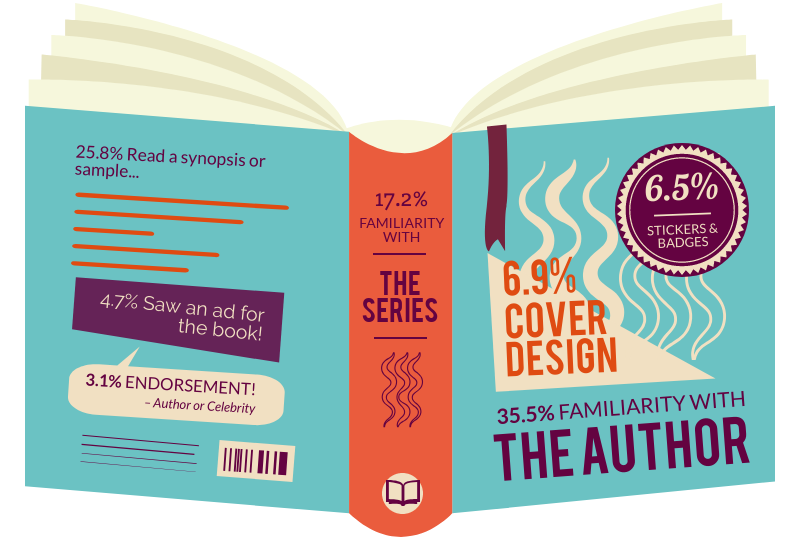 25.8% Read a synopsis or
sample...
4.7% Saw an ad for
the book!
3.1% ENDORSEMENT!
– Author or Celebrity
17.2%
FAMILIARITY
WITH
THE
SERIES
6.5%
STICKERS &
BADGES
6.9%
COVER
DESIGN
35.5% FAMILIARITY WITH
THE AUTHOR